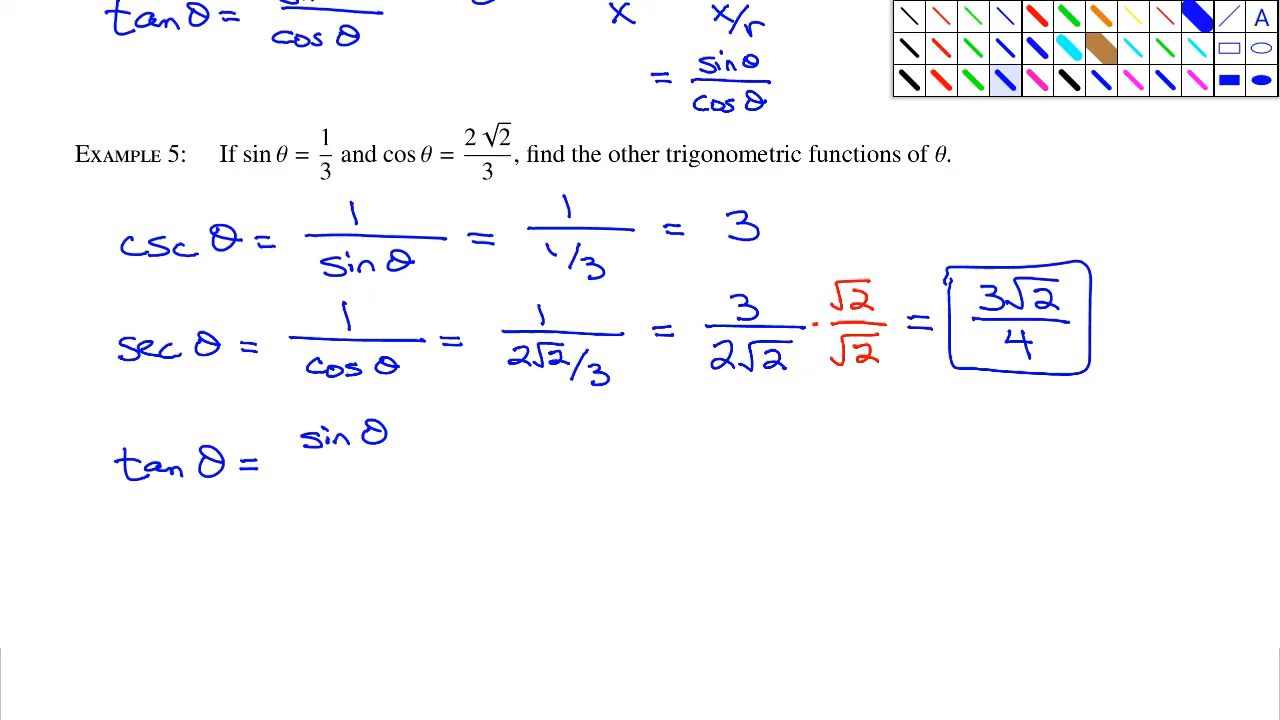 tan θ = sin / cos θ x x/r
= sin θ / cos θ
EXAMPLE 5: If sin θ = 1/3 and cos θ = 2√2/3, find the other trigonometric functions of θ.
csc θ = 1 / sin θ = 1 / 1/3 = 3
sec θ = 1 / cos θ = 1 / 2√2/3 = 3 / 2√2 · √2 / √2 = 3√2 / 4
tan θ = sin θ
A